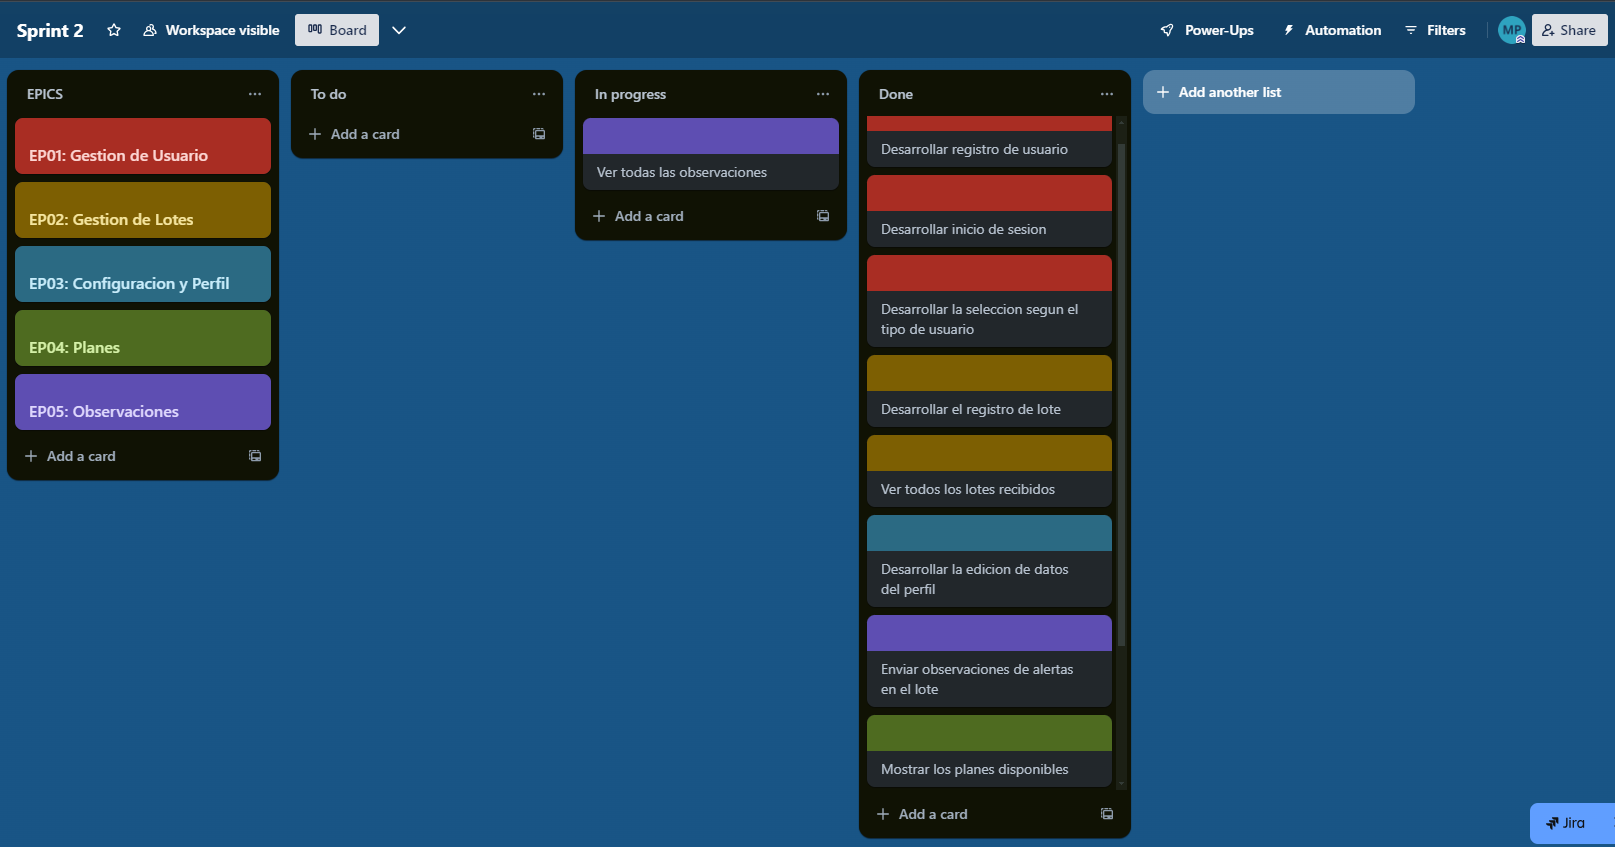 Sprint 2
Workspace visible
Board
Power-Ups
Automation
Filters
MP
Share
EPICS
EP01: Gestion de Usuario
EP02: Gestion de Lotes
EP03: Configuracion y Perfil
EP04: Planes
EP05: Observaciones
Add a card
To do
Add a card
In progress
Ver todas las observaciones
Add a card
Done
Desarrollar registro de usuario
Desarrollar inicio de sesion
Desarrollar la seleccion segun el
tipo de usuario
Desarrollar el registro de lote
Ver todos los lotes recibidos
Desarrollar la edicion de datos
del perfil
Enviar observaciones de alertas
en el lote
Mostrar los planes disponibles
Add a card
Add another list
Jira